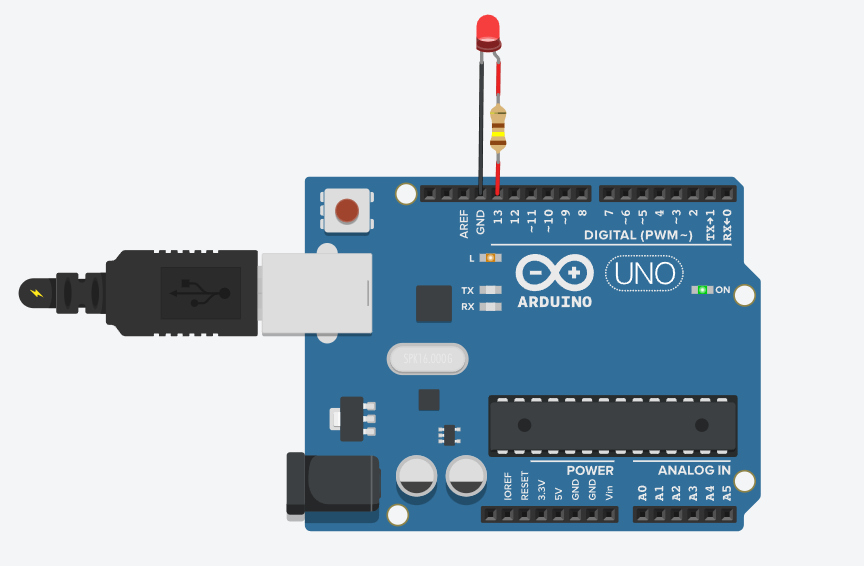 AREF
GND
13
12
~11
~10
~9
8
7
~6
~5
4
~3
2
TX→1
RX←0
DIGITAL (PWM~)
L
TX
RX
UNO
ARDUINO
ON
POWER
ANALOG IN
IOREF
RESET
3.3V
5V
GND
GND
Vin
A0
A1
A2
A3
A4
A5